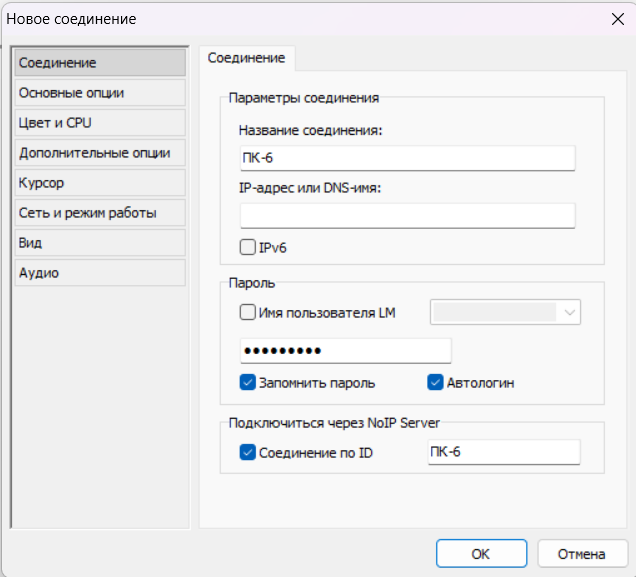 Новое соединение
Соединение
Основные опции
Цвет и CPU
Дополнительные опции
Курсор
Сеть и режим работы
Вид
Аудио
Соединение
Параметры соединения
Название соединения:
ПК-6
IP-адрес или DNS-имя:
IPv6
Пароль
Имя пользователя LM
•••••••••
Запомнить пароль
Автологин
Подключиться через NoIP Server
Соединение по ID
ПК-6
OK
Отмена